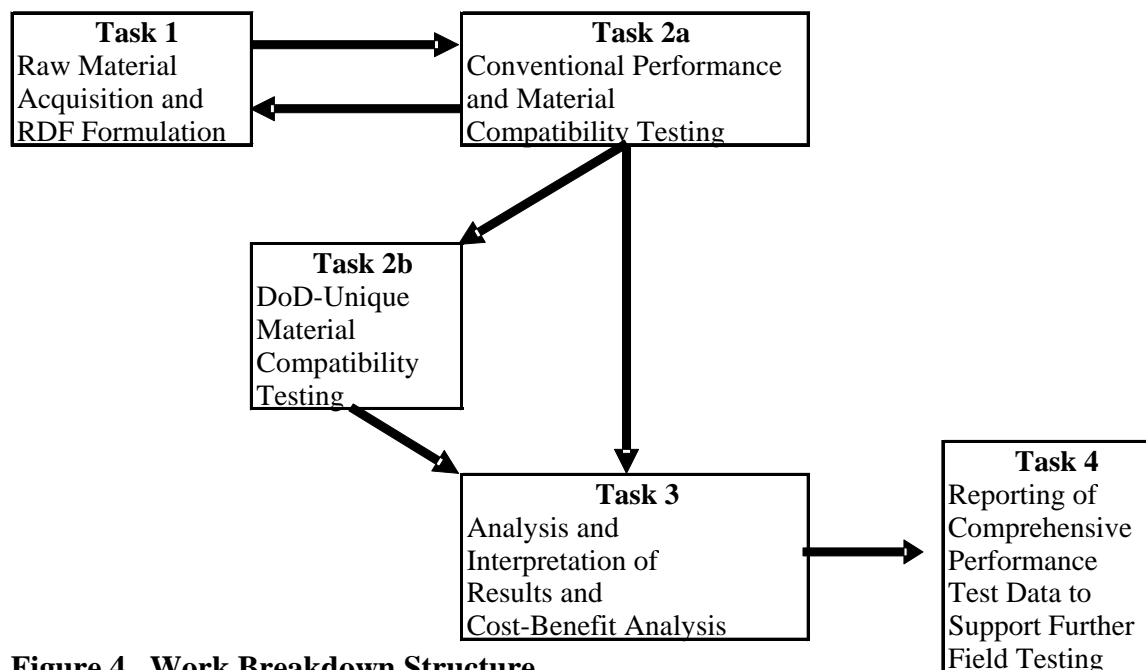 Task 1
Raw Material
Acquisition and
RDF Formulation
Task 2a
Conventional Performance
and Material
Compatibility Testing
Task 2b
DoD-Unique
Material
Compatibility
Testing
Task 3
Analysis and
Interpretation of
Results and
Cost-Benefit Analysis
Task 4
Reporting of
Comprehensive
Performance
Test Data to
Support Further
Field Testing
Figure 4. Work Breakdown Structure